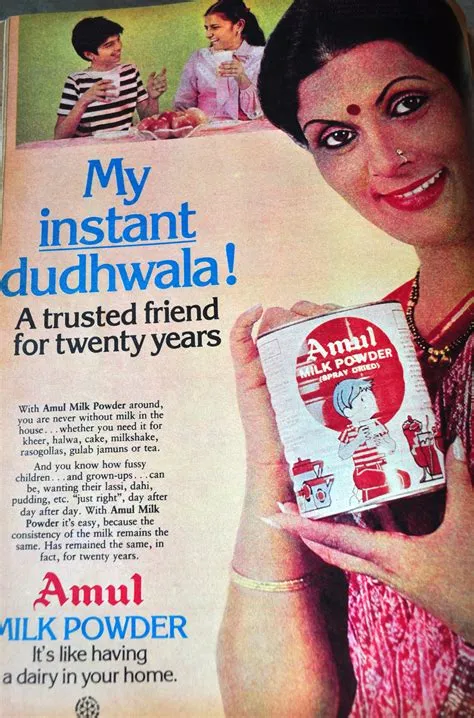 My
instant
dudhwala!
A trusted friend
for twenty years
With Amul Milk Powder around,
you are never without milk in the
house...whether you need it for
kheer, halwa, cake, milkshake,
rasogollas, gulab jamuns or tea.
And you know how fussy
children...and grown-ups...can
be, wanting their lassi, dahi,
pudding, etc. "just right", day after
day after day. With Amul Milk
Powder it's easy, because the
consistency of the milk remains the
same. Has remained the same, in
fact, for twenty years.
Amul
MILK POWDER
It's like having
a dairy in your home.
Amul
MILK POWDER
(SPRAY DRIED)